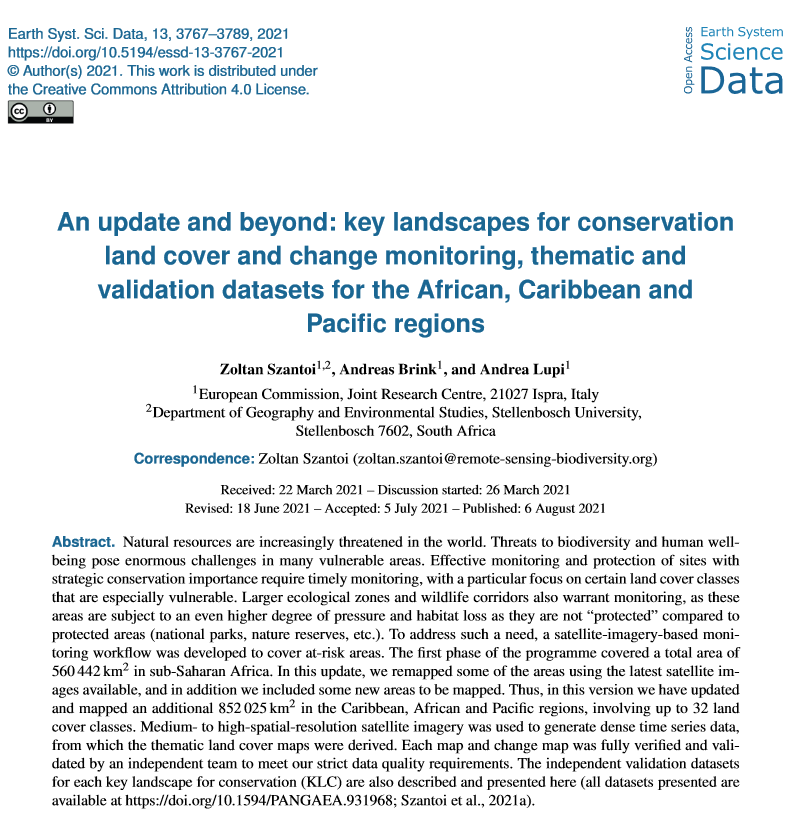 Earth Syst. Sci. Data, 13, 3767–3789, 2021
https://doi.org/10.5194/essd-13-3767-2021
© Author(s) 2021. This work is distributed under
the Creative Commons Attribution 4.0 License.
cc BY
Open Access
Earth System
Science
Data
An update and beyond: key landscapes for conservation
land cover and change monitoring, thematic and
validation datasets for the African, Caribbean and
Pacific regions
Zoltan Szantoi1,2, Andreas Brink1, and Andrea Lupi1
1European Commission, Joint Research Centre, 21027 Ispra, Italy
2Department of Geography and Environmental Studies, Stellenbosch University,
Stellenbosch 7602, South Africa
Correspondence: Zoltan Szantoi (zoltan.szantoi@remote-sensing-biodiversity.org)
Received: 22 March 2021 – Discussion started: 26 March 2021
Revised: 18 June 2021 – Accepted: 5 July 2021 – Published: 6 August 2021
Abstract. Natural resources are increasingly threatened in the world. Threats to biodiversity and human well-
being pose enormous challenges in many vulnerable areas. Effective monitoring and protection of sites with
strategic conservation importance require timely monitoring, with a particular focus on certain land cover classes
that are especially vulnerable. Larger ecological zones and wildlife corridors also warrant monitoring, as these
areas are subject to an even higher degree of pressure and habitat loss as they are not “protected” compared to
protected areas (national parks, nature reserves, etc.). To address such a need, a satellite-imagery-based moni-
toring workflow was developed to cover at-risk areas. The first phase of the programme covered a total area of
560 442 km2 in sub-Saharan Africa. In this update, we remapped some of the areas using the latest satellite im-
ages available, and in addition we included some new areas to be mapped. Thus, in this version we have updated
and mapped an additional 852 025 km2 in the Caribbean, African and Pacific regions, involving up to 32 land
cover classes. Medium- to high-spatial-resolution satellite imagery was used to generate dense time series data,
from which the thematic land cover maps were derived. Each map and change map was fully verified and vali-
dated by an independent team to meet our strict data quality requirements. The independent validation datasets
for each key landscape for conservation (KLC) are also described and presented here (all datasets presented are
available at https://doi.org/10.1594/PANGAEA.931968; Szantoi et al., 2021a).